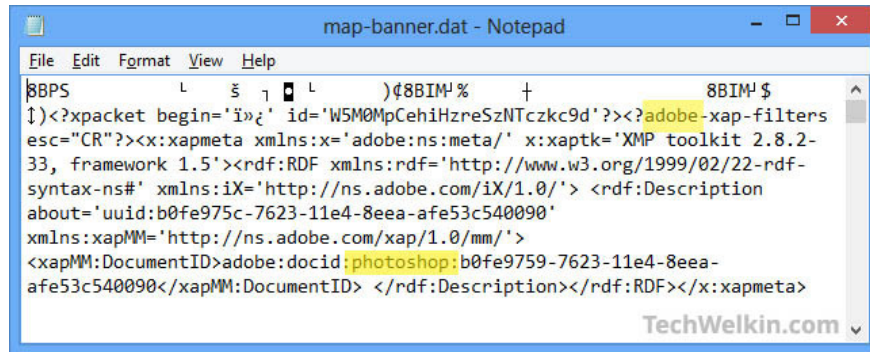 map-banner.dat - Notepad
File Edit Format View Help
8BPS └ š ┐ ◘ └ )¢8BIM┘% ┼ 8BIM┘$
↕)<?xpacket begin='ï»¿' id='W5M0MpCehiHzreSzNTczkc9d'?><?adobe-xap-filters
esc="CR"?><x:xapmeta xmlns:x='adobe:ns:meta/' x:xaptk='XMP toolkit 2.8.2-
33, framework 1.5'><rdf:RDF xmlns:rdf='http://www.w3.org/1999/02/22-rdf-
syntax-ns#' xmlns:iX='http://ns.adobe.com/iX/1.0/'> <rdf:Description
about='uuid:b0fe975c-7623-11e4-8eea-afe53c540090'
xmlns:xapMM='http://ns.adobe.com/xap/1.0/mm/'>
<xapMM:DocumentID>adobe:docid:photoshop:b0fe9759-7623-11e4-8eea-
afe53c540090</xapMM:DocumentID> </rdf:Description></rdf:RDF></x:xapmeta>
TechWelkin.com